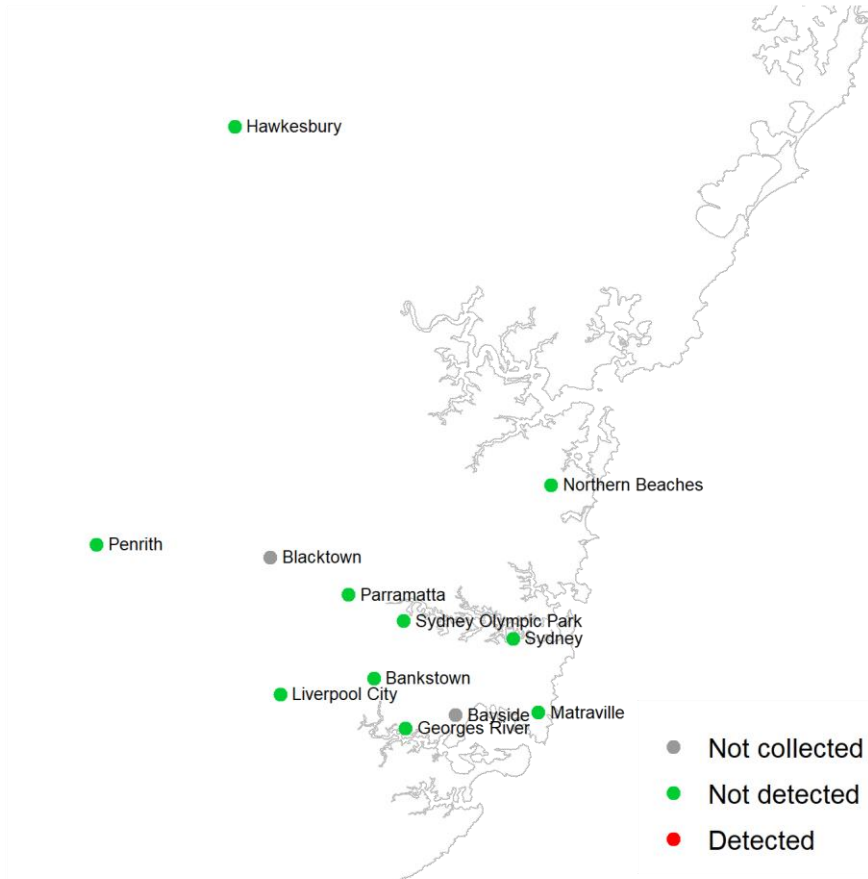 Hawkesbury
Northern Beaches
Penrith
Blacktown
Parramatta
Sydney Olympic Park
Sydney
Bankstown
Liverpool City
Bayside
Matraville
Georges River
Not collected
Not detected
Detected